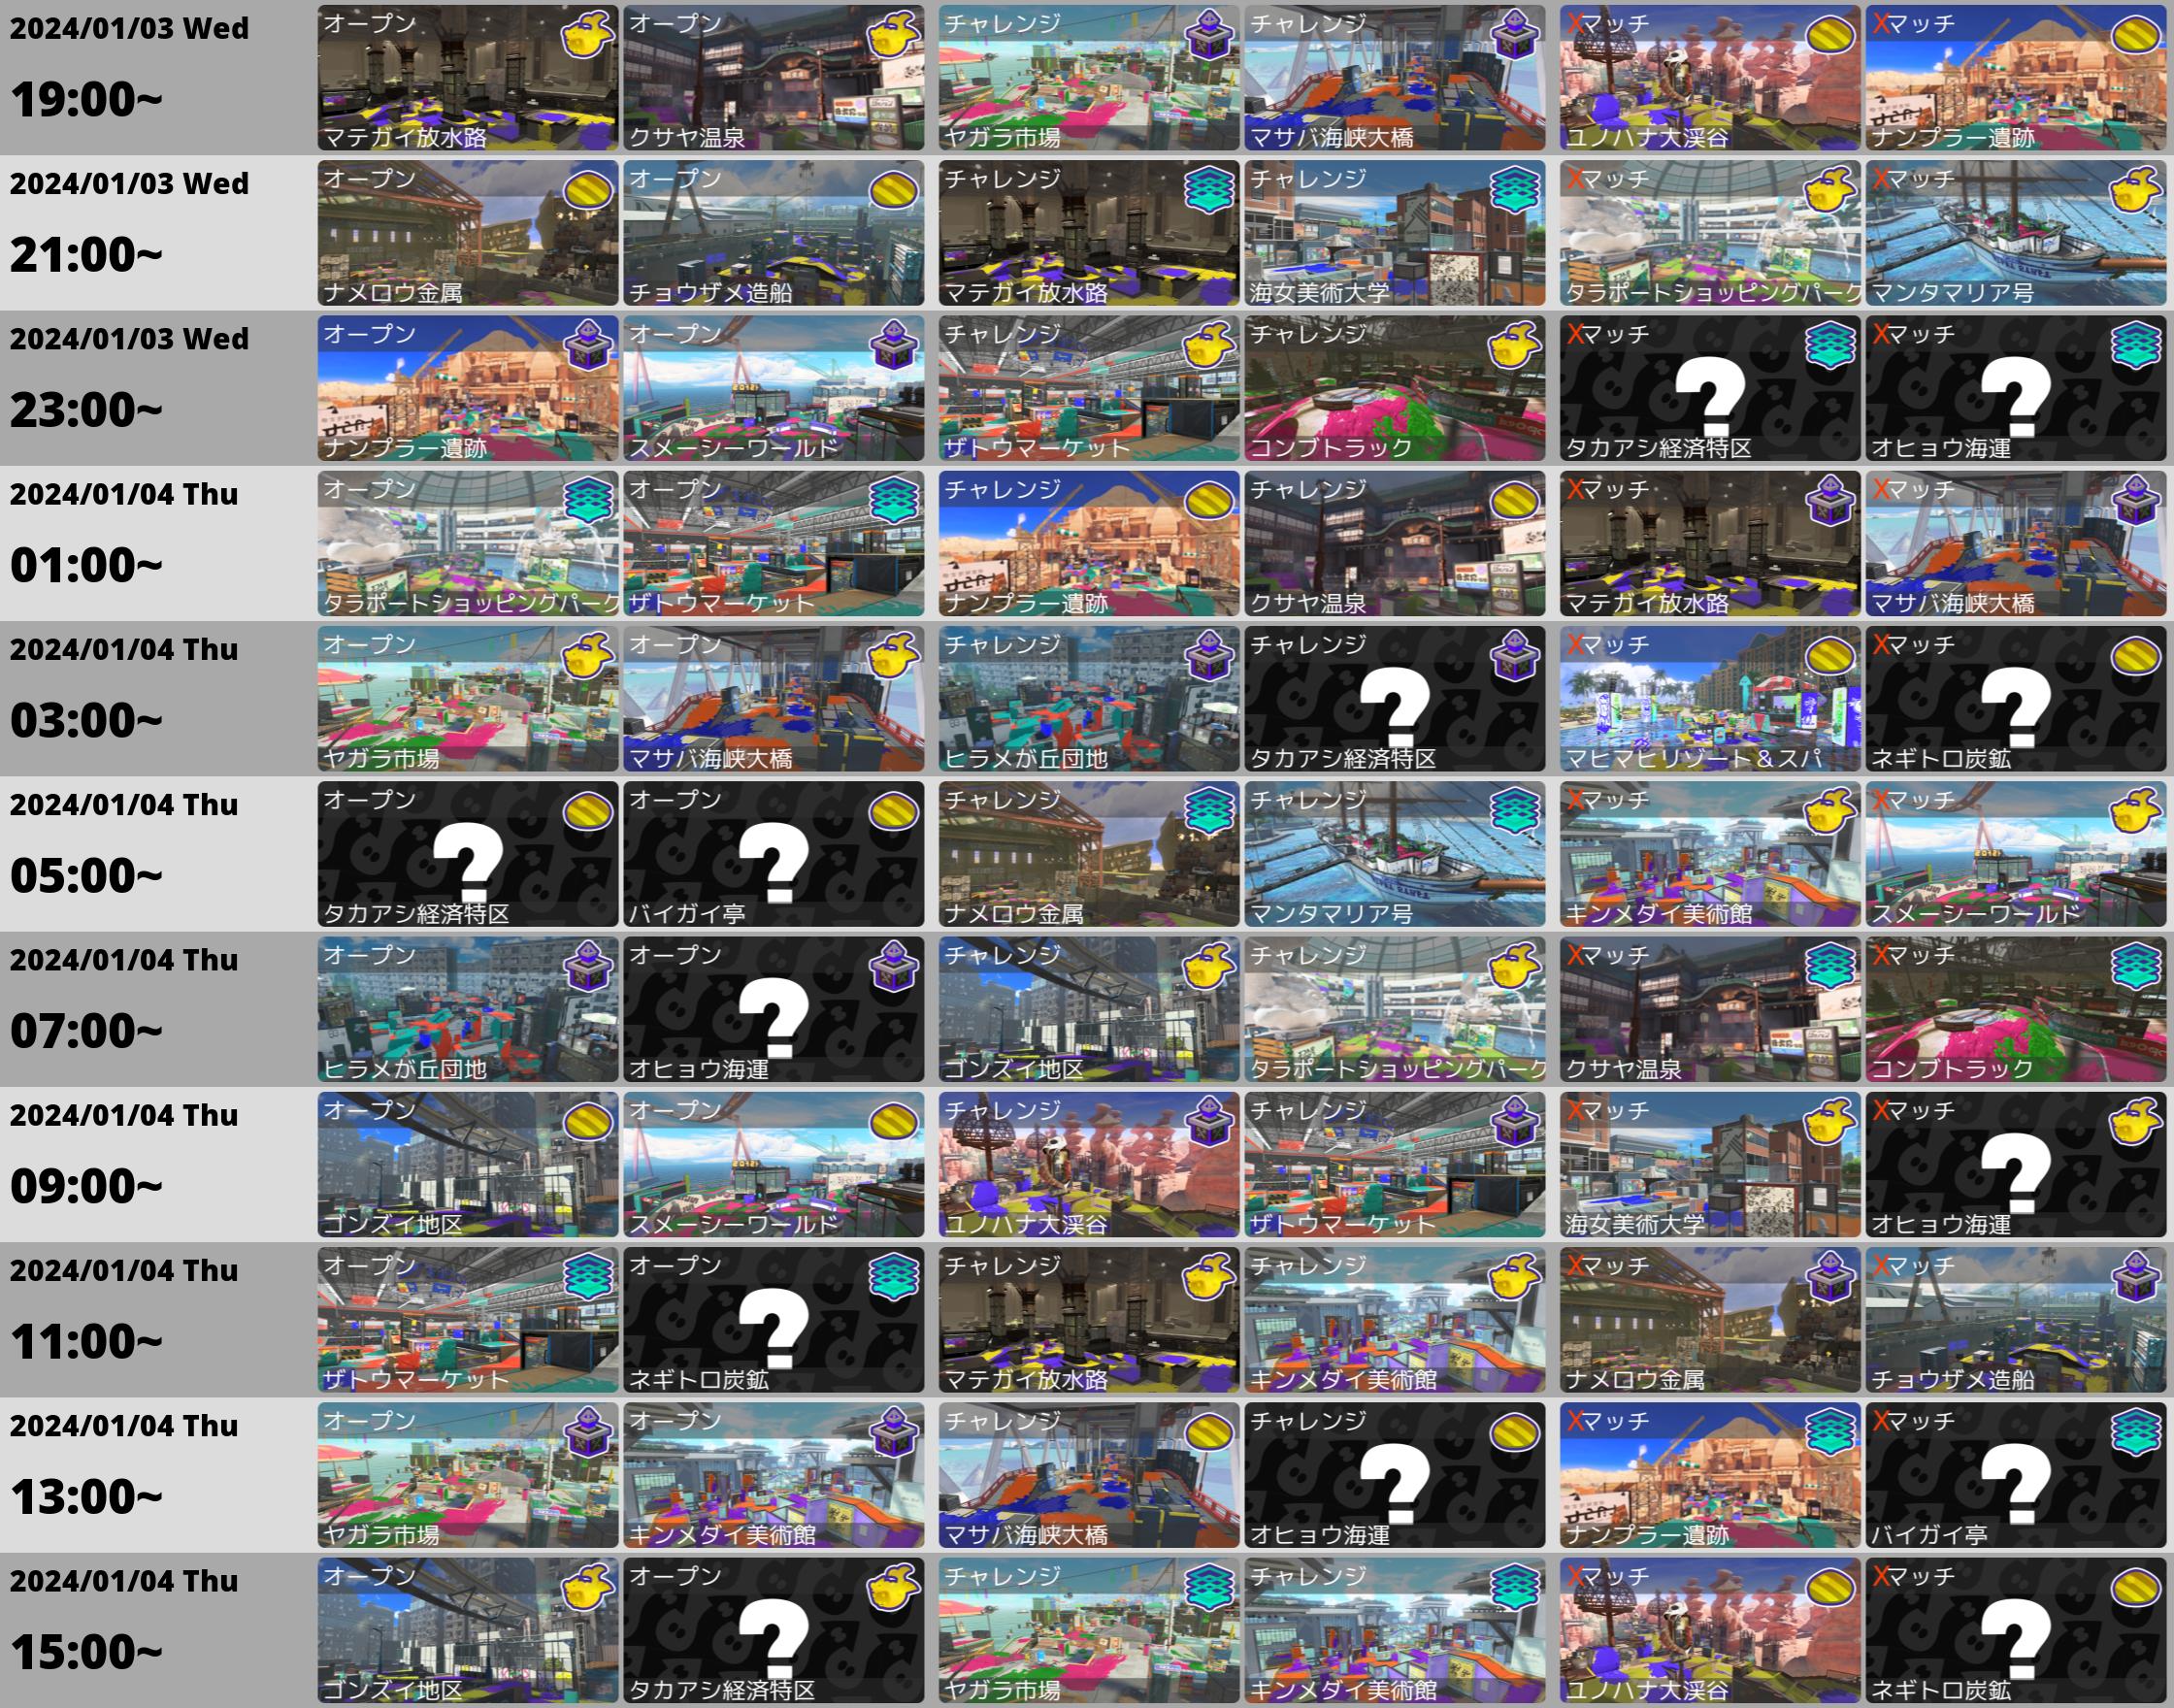 2024/01/03 Wed
19:00~
オープン オープン チャレンジ チャレンジ Xマッチ Xマッチ
マテガイ放水路 クサヤ温泉 ヤガラ市場 マサバ海峡大橋 ユノハナ大渓谷 ナンプラー遺跡
2024/01/03 Wed
21:00~
オープン オープン チャレンジ チャレンジ Xマッチ Xマッチ
ナメロウ金属 チョウザメ造船 マテガイ放水路 海女美術大学 タラポートショッピングパーク マンタマリア号
2024/01/03 Wed
23:00~
オープン オープン チャレンジ チャレンジ Xマッチ Xマッチ
ナンプラー遺跡 スメーシーワールド ザトウマーケット コンブトラック タカアシ経済特区 オヒョウ海運
2024/01/04 Thu
01:00~
オープン オープン チャレンジ チャレンジ Xマッチ Xマッチ
タラポートショッピングパーク ザトウマーケット ナンプラー遺跡 クサヤ温泉 マテガイ放水路 マサバ海峡大橋
2024/01/04 Thu
03:00~
オープン オープン チャレンジ チャレンジ Xマッチ Xマッチ
ヤガラ市場 マサバ海峡大橋 ヒラメが丘団地 タカアシ経済特区 マヒマヒリゾート&スパ ネギトロ炭鉱
2024/01/04 Thu
05:00~
オープン オープン チャレンジ チャレンジ Xマッチ Xマッチ
タカアシ経済特区 バイガイ亭 ナメロウ金属 マンタマリア号 キンメダイ美術館 スメーシーワールド
2024/01/04 Thu
07:00~
オープン オープン チャレンジ チャレンジ Xマッチ Xマッチ
ヒラメが丘団地 オヒョウ海運 ゴンズイ地区 タラポートショッピングパーク クサヤ温泉 コンブトラック
2024/01/04 Thu
09:00~
オープン オープン チャレンジ チャレンジ Xマッチ Xマッチ
ゴンズイ地区 スメーシーワールド ユノハナ大渓谷 ザトウマーケット 海女美術大学 オヒョウ海運
2024/01/04 Thu
11:00~
オープン オープン チャレンジ チャレンジ Xマッチ Xマッチ
ザトウマーケット ネギトロ炭鉱 マテガイ放水路 キンメダイ美術館 ナメロウ金属 チョウザメ造船
2024/01/04 Thu
13:00~
オープン オープン チャレンジ チャレンジ Xマッチ Xマッチ
ヤガラ市場 キンメダイ美術館 マサバ海峡大橋 オヒョウ海運 ナンプラー遺跡 バイガイ亭
2024/01/04 Thu
15:00~
オープン オープン チャレンジ チャレンジ Xマッチ Xマッチ
ゴンズイ地区 タカアシ経済特区 ヤガラ市場 キンメダイ美術館 ユノハナ大渓谷 ネギトロ炭鉱